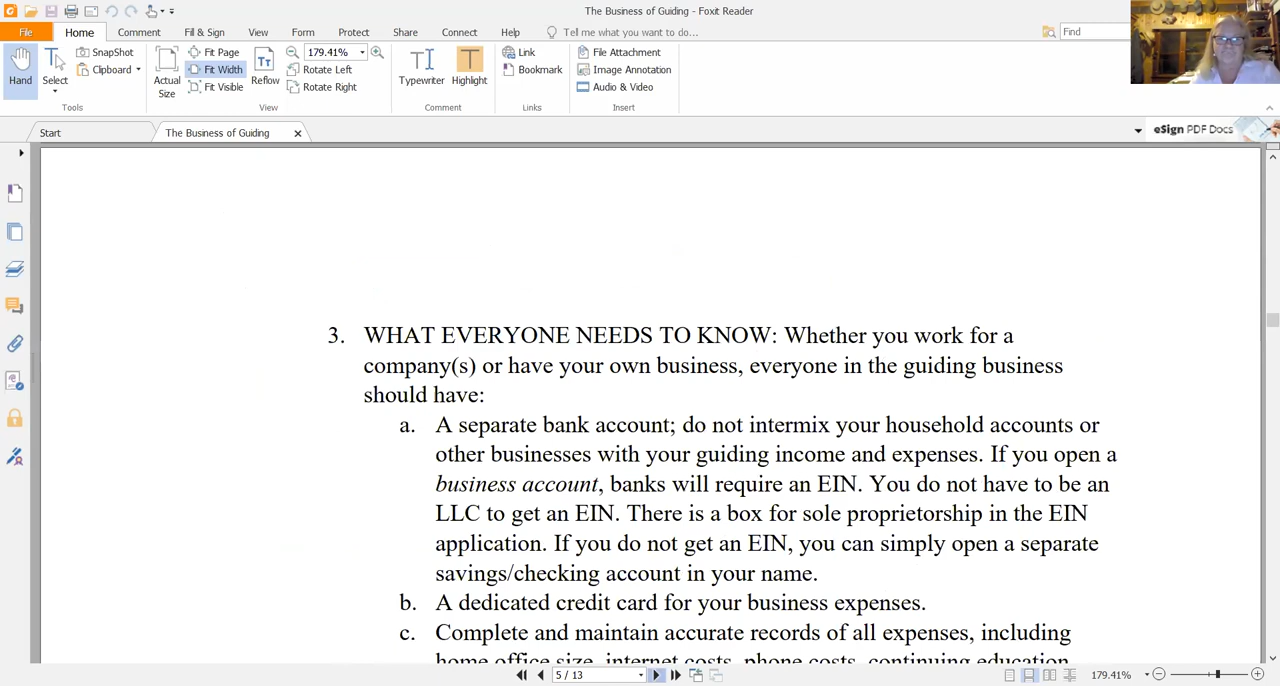 The Business of Guiding - Foxit Reader
File Home Comment Fill & Sign View Form Protect Share Connect Help Tell me what you want to do... Find
SnapShot Fit Page 179.41% Link File Attachment
Hand Select Clipboard Actual Size Fit Width Reflow Rotate Left Typewriter Highlight Bookmark Image Annotation
Fit Visible Rotate Right Audio & Video
Tools View Comment Links Insert
Start The Business of Guiding eSign PDF Docs
3. WHAT EVERYONE NEEDS TO KNOW: Whether you work for a
company(s) or have your own business, everyone in the guiding business
should have:
a. A separate bank account; do not intermix your household accounts or
other businesses with your guiding income and expenses. If you open a
business account, banks will require an EIN. You do not have to be an
LLC to get an EIN. There is a box for sole proprietorship in the EIN
application. If you do not get an EIN, you can simply open a separate
savings/checking account in your name.
b. A dedicated credit card for your business expenses.
c. Complete and maintain accurate records of all expenses, including
home office size, internet costs, phone costs, continuing education
5 / 13 179.41%